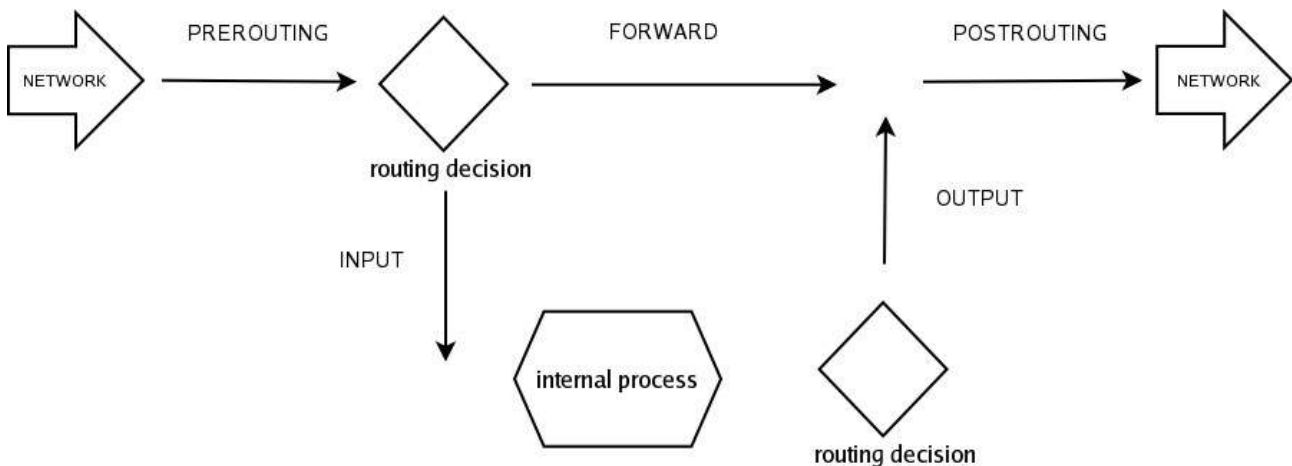 PREROUTING
FORWARD
POSTROUTING
NETWORK
NETWORK
routing decision
OUTPUT
INPUT
internal process
routing decision